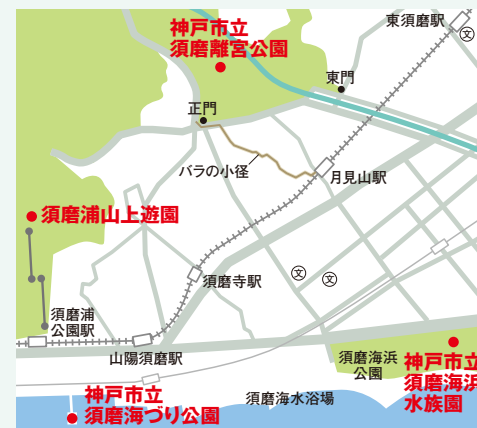 東須磨駅
文
神戸市立
須磨離宮公園
東門
正門
バラの小径
月見山駅
須磨浦山上遊園
須磨寺駅
文
文
須磨浦
公園駅
山陽須磨駅
須磨海浜
公園
神戸市立
須磨海浜
水族園
神戸市立
須磨海づり公園
須磨海水浴場